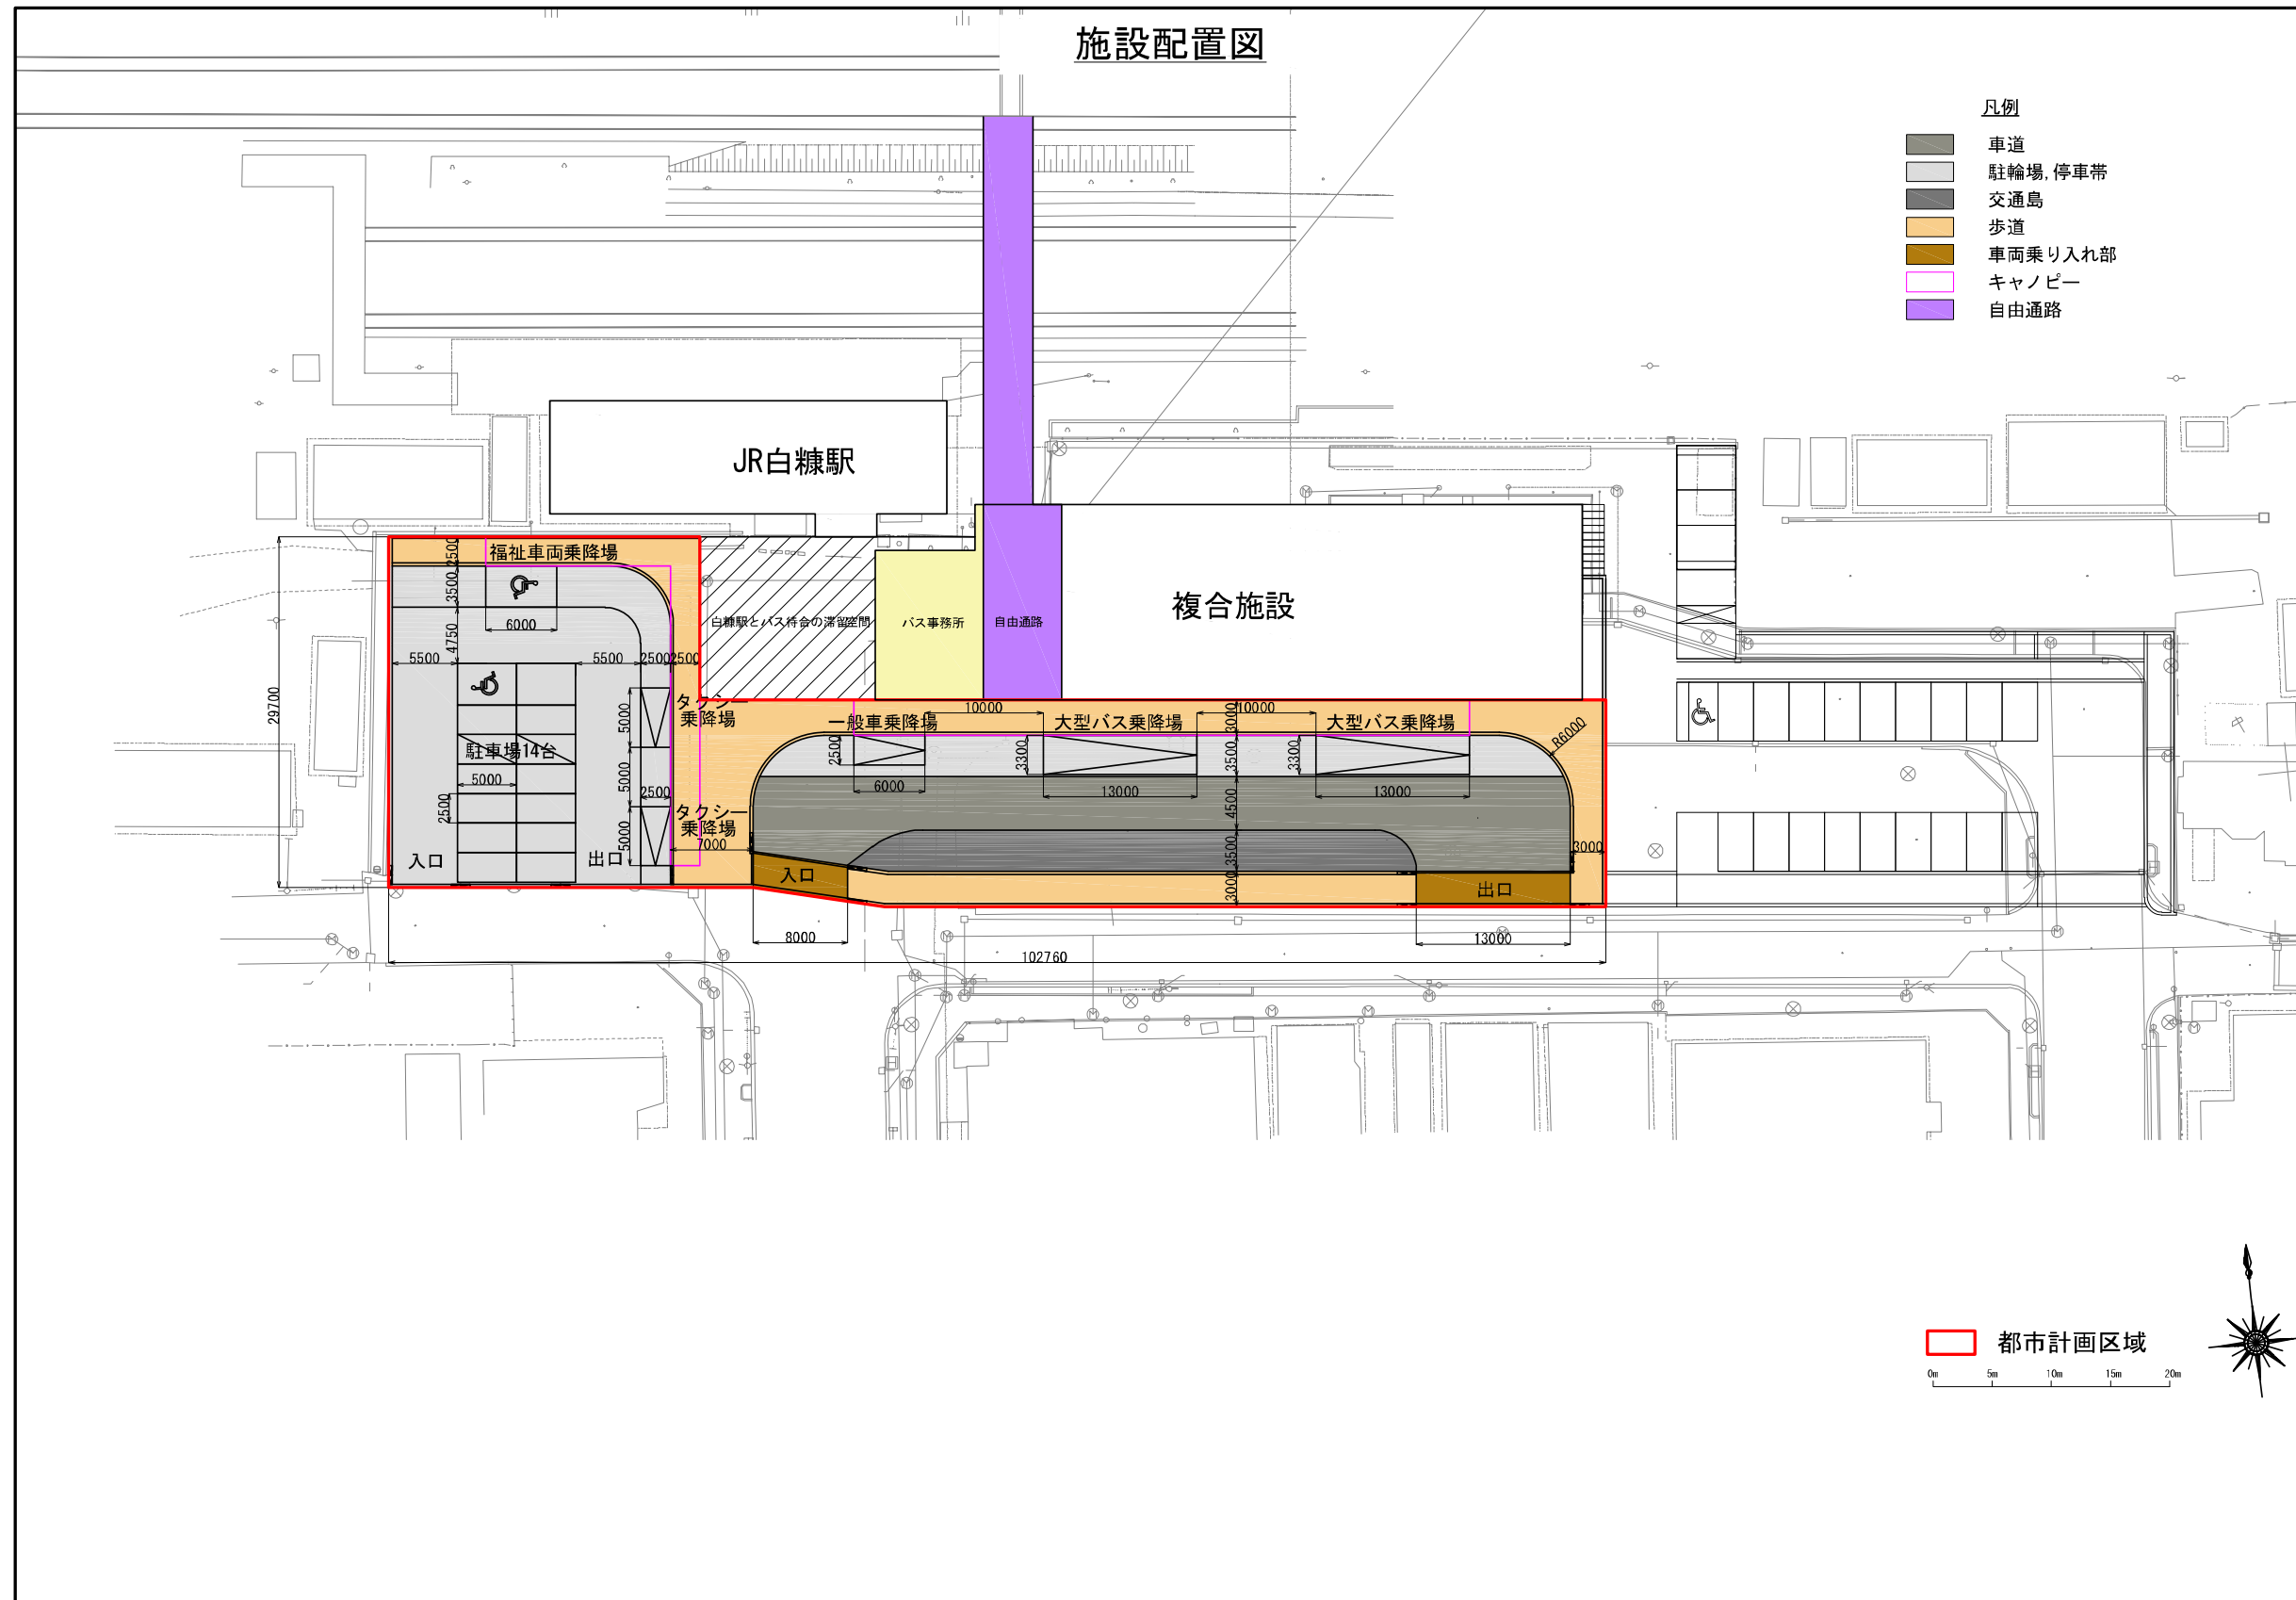 施設配置図
凡例
車道
駐輪場,停車帯
交通島
歩道
車両乗り入れ部
キャノピー
自由通路
JR白糠駅
福祉車両乗降場
2500
3500
6000
4750
5500
5500
2500
2500
29700
白糠駅とバス待合の滞留空間
バス事務所
自由通路
複合施設
タクシー
乗降場
5000
駐車場14台
5000
5000
2500
2500
タクシー
乗降場
5000
7000
入口
出口
一般車乗降場
10000
大型バス乗降場
10000
3000
大型バス乗降場
R6000
2500
3300
3500
3300
6000
13000
13000
4500
3500
3000
入口
3000
出口
8000
13000
102760
都市計画区域
0m
5m
10m
15m
20m